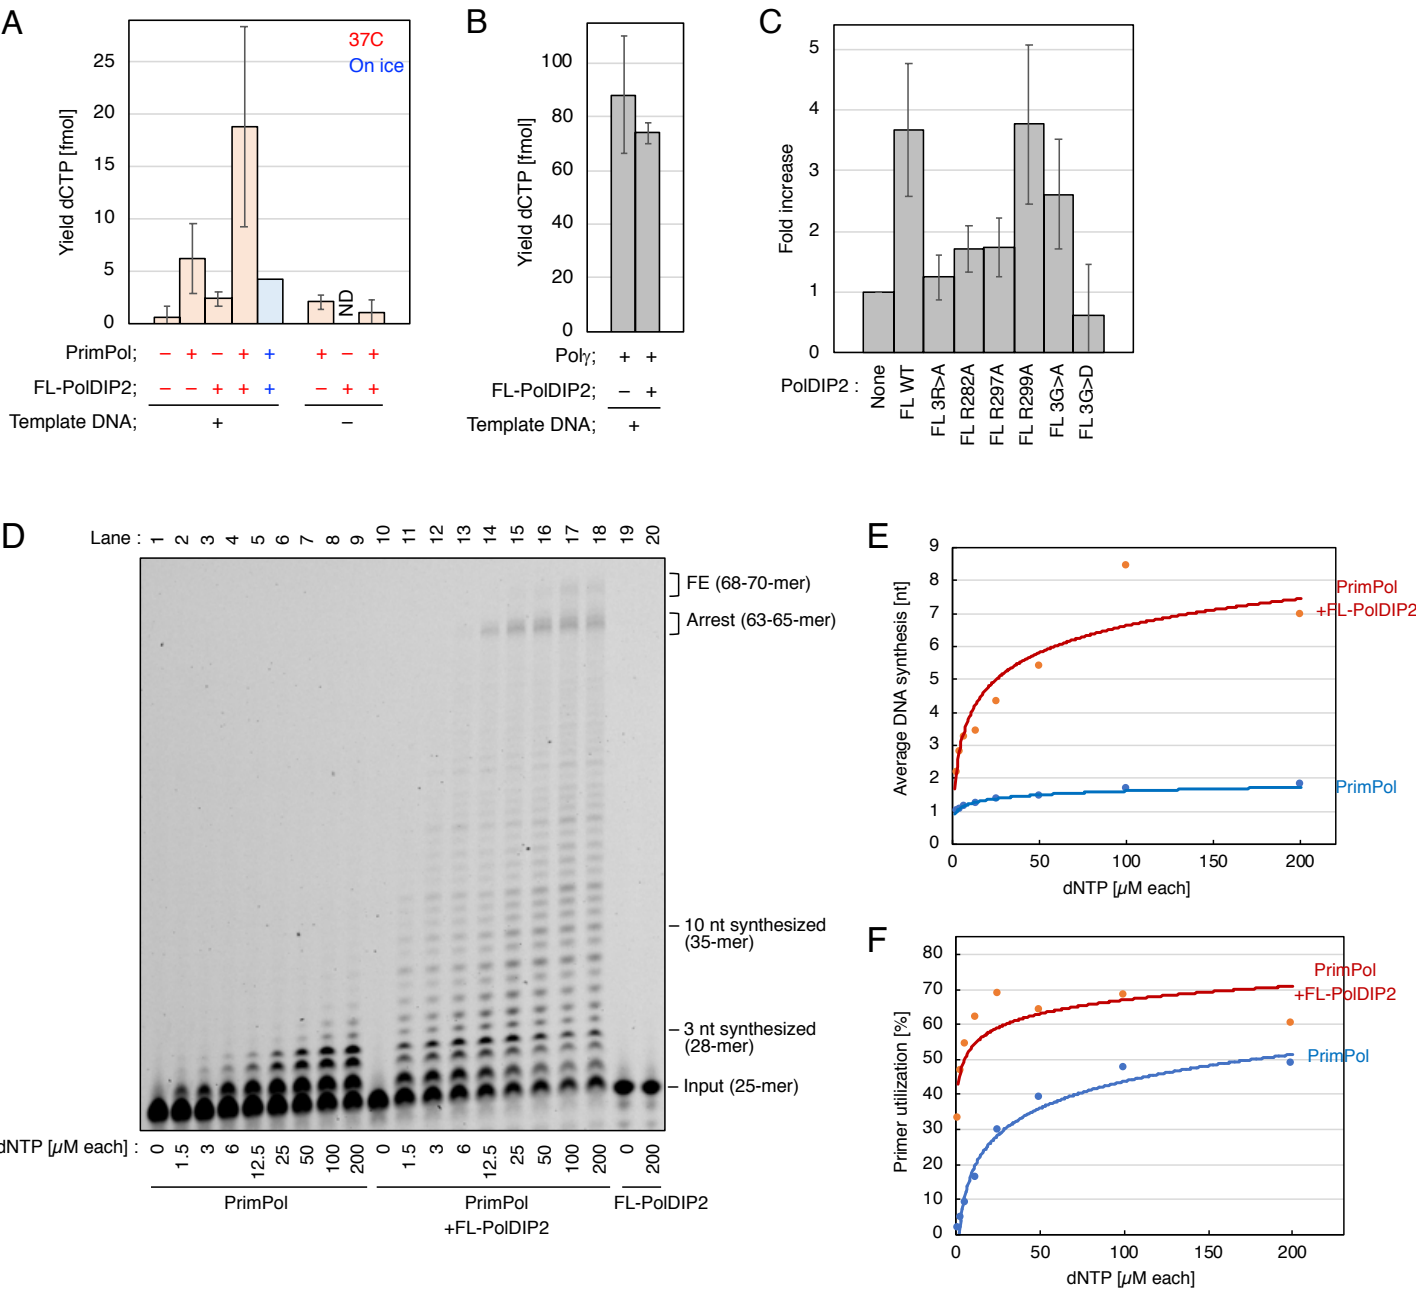 A
37C
On ice
Yield dCTP [fmol]
25
20
15
10
5
0
ND
PrimPol; – + – + + + – +
FL-PolDIP2; – – + + + – + +
Template DNA; + –
B
Yield dCTP [fmol]
100
80
60
40
20
0
Polγ; + +
FL-PolDIP2; – +
Template DNA; +
C
Fold increase
5
4
3
2
1
0
PolDIP2 : None FL WT FL 3R>A FL R282A FL R297A FL R299A FL 3G>A FL 3G>D
D
Lane : 1 2 3 4 5 6 7 8 9 10 11 12 13 14 15 16 17 18 19 20
FE (68-70-mer)
Arrest (63-65-mer)
10 nt synthesized
(35-mer)
3 nt synthesized
(28-mer)
Input (25-mer)
dNTP [µM each] : 0 1.5 3 6 12.5 25 50 100 200 0 1.5 3 6 12.5 25 50 100 200 0 200
PrimPol
PrimPol
+FL-PolDIP2
FL-PolDIP2
E
Average DNA synthesis [nt]
9
8
7
6
5
4
3
2
1
0
PrimPol
+FL-PolDIP2
PrimPol
0 50 100 150 200
dNTP [µM each]
F
Primer utilization [%]
80
70
60
50
40
30
20
10
0
PrimPol
+FL-PolDIP2
PrimPol
0 50 100 150 200
dNTP [µM each]